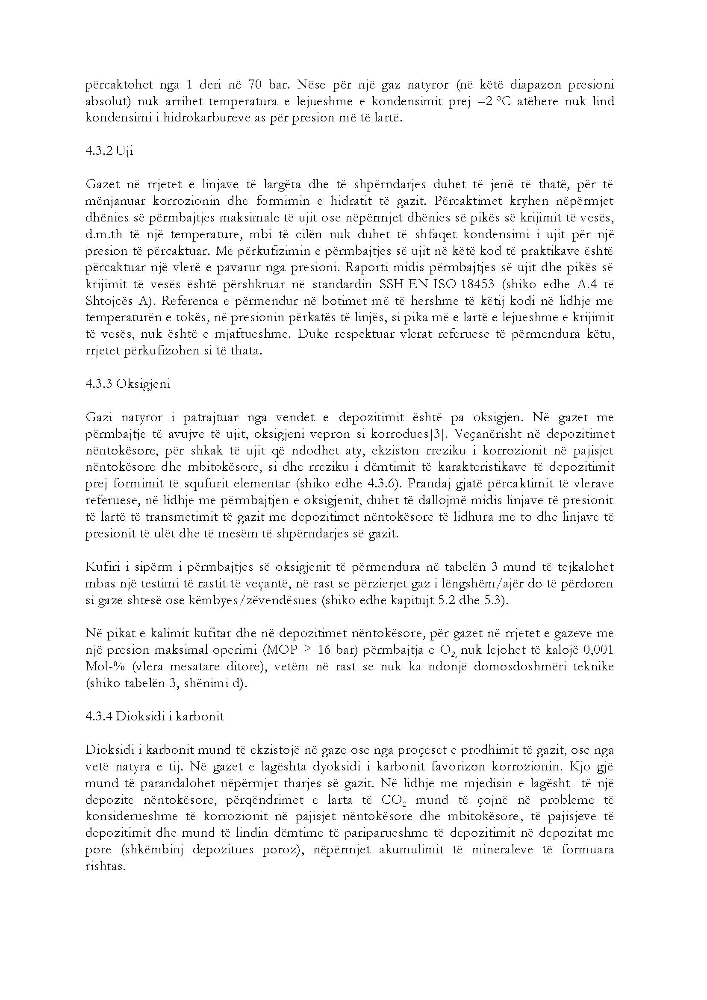 përcaktohet nga 1 deri në 70 bar. Nëse për një gaz natyror (në këtë diapazon presioni
absolut) nuk arrihet temperatura e lejueshme e kondensimit prej –2 °C atëhere nuk lind
kondensimi i hidrokarbureve as për presion më të lartë.
4.3.2 Uji
Gazet në rrjetet e linjave të largëta dhe të shpërndarjes duhet të jenë të thatë, për të
mënjanuar korrozionin dhe formimin e hidratit të gazit. Përcaktimet kryhen nëpërmjet
dhënies së përmbajtjes maksimale të ujit ose nëpërmjet dhënies së pikës së krijimit të vesës,
d.m.th të një temperature, mbi të cilën nuk duhet të shfaqet kondensimi i ujit për një
presion të përcaktuar. Me përkufizimin e përmbajtjes së ujit në këtë kod të praktikave është
përcaktuar një vlerë e pavarur nga presioni. Raporti midis përmbajtjes së ujit dhe pikës së
krijimit të vesës është përshkruar në standardin SSH EN ISO 18453 (shiko edhe A.4 të
Shtojcës A). Referenca e përmendur në botimet më të hershme të këtij kodi në lidhje me
temperaturën e tokës, në presionin përkatës të linjës, si pika më e lartë e lejueshme e krijimit
të vesës, nuk është e mjaftueshme. Duke respektuar vlerat referuese të përmendura këtu,
rrjetet përkufizohen si të thata.
4.3.3 Oksigjeni
Gazi natyror i patrajtuar nga vendet e depozitimit është pa oksigjen. Në gazet me
përmbajtje të avujve të ujit, oksigjeni vepron si korrodues[3]. Veçanërisht në depozitimet
nëntokësore, për shkak të ujit që ndodhet aty, ekziston rreziku i korrozionit në pajisjet
nëntokësore dhe mbitokësore, si dhe rreziku i dëmtimit të karakteristikave të depozitimit
prej formimit të squfurit elementar (shiko edhe 4.3.6). Prandaj gjatë përcaktimit të vlerave
referuese, në lidhje me përmbajtjen e oksigjenit, duhet të dallojmë midis linjave të presionit
të lartë të transmetimit të gazit me depozitimet nëntokësore të lidhura me to dhe linjave të
presionit të ulët dhe të mesëm të shpërndarjes së gazit.
Kufiri i sipërm i përmbajtjes së oksigjenit të përmendura në tabelën 3 mund të tejkalohet
mbas një testimi të rastit të veçantë, në rast se përzierjet gaz i lëngshëm/ajër do të përdoren
si gaze shtesë ose këmbyes/zëvendësues (shiko edhe kapitujt 5.2 dhe 5.3).
Në pikat e kalimit kufitar dhe në depozitimet nëntokësore, për gazet në rrjetet e gazeve me
një presion maksimal operimi (MOP ≥ 16 bar) përmbajtja e O₂, nuk lejohet të kalojë 0,001
Mol-% (vlera mesatare ditore), vetëm në rast se nuk ka ndonjë domosdoshmëri teknike
(shiko tabelën 3, shënimi d).
4.3.4 Dioksidi i karbonit
Dioksidi i karbonit mund të ekzistojë në gaze ose nga proçeset e prodhimit të gazit, ose nga
vetë natyra e tij. Në gazet e lagështa dyoksidi i karbonit favorizon korrozionin. Kjo gjë
mund të parandalohet nëpërmjet tharjes së gazit. Në lidhje me mjedisin e lagësht të një
depozite nëntokësore, përqëndrimet e larta të CO₂ mund të çojnë në probleme të
konsiderueshme të korrozionit në pajisjet nëntokësore dhe mbitokësore, të pajisjeve të
depozitimit dhe mund të lindin dëmtime të pariparueshme të depozitimit në depozitat me
pore (shkëmbinj depozitues poroz), nëpërmjet akumulimit të mineraleve të formuara
rishtas.